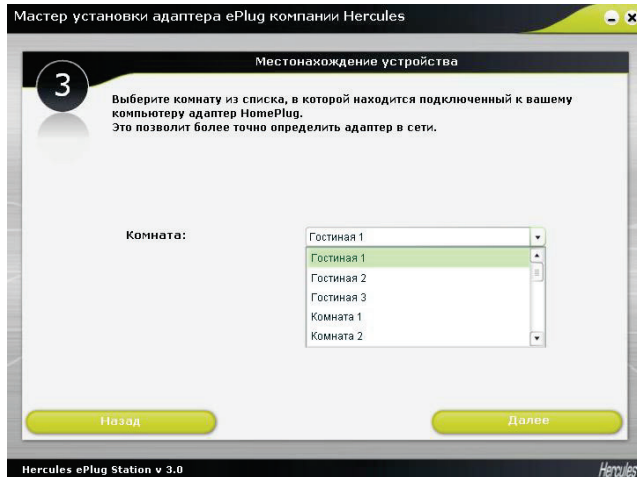 Мастер установки адаптера ePlug компании Hercules
3
Местонахождение устройства
Выберите комнату из списка, в которой находится подключенный к вашему
компьютеру адаптер HomePlug.
Это позволит более точно определить адаптер в сети.
Комната:
Гостиная 1
Гостиная 1
Гостиная 2
Гостиная 3
Комната 1
Комната 2
Назад
Далее
Hercules ePlug Station v 3.0
Hercules